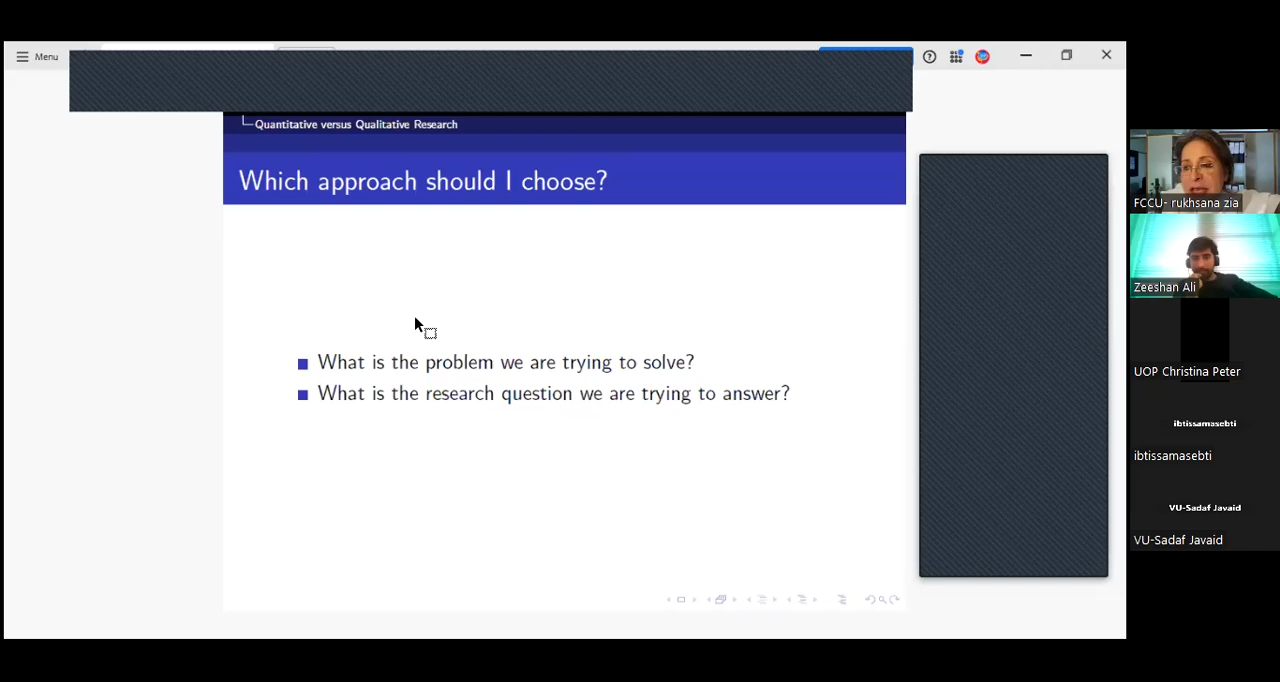 Menu
Quantitative versus Qualitative Research
Which approach should I choose?
What is the problem we are trying to solve?
What is the research question we are trying to answer?
FCCU- rukhsana zia
Zeeshan Ali
UOP Christina Peter
ibtissamasebti
ibtissamasebti
VU-Sadaf Javaid
VU-Sadaf Javaid